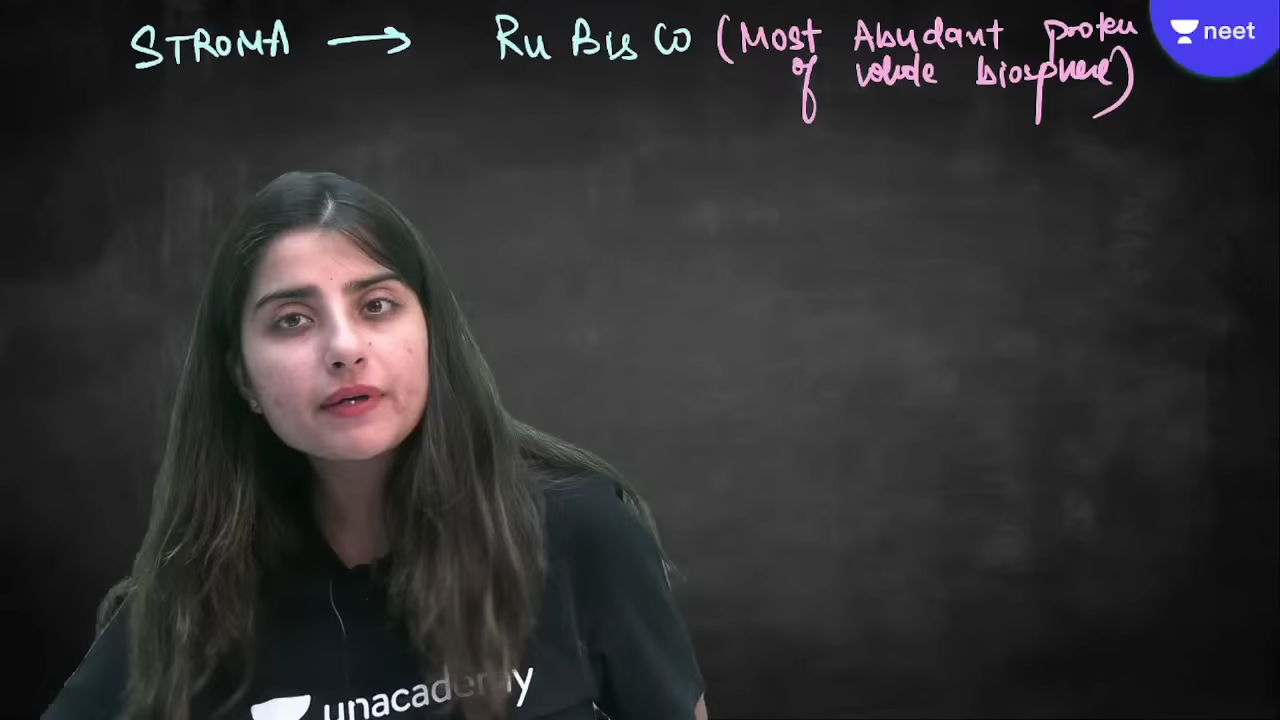 STROMA → RuBisCO (Most Abudant protein
of whole biosphere)
neet
unacademy